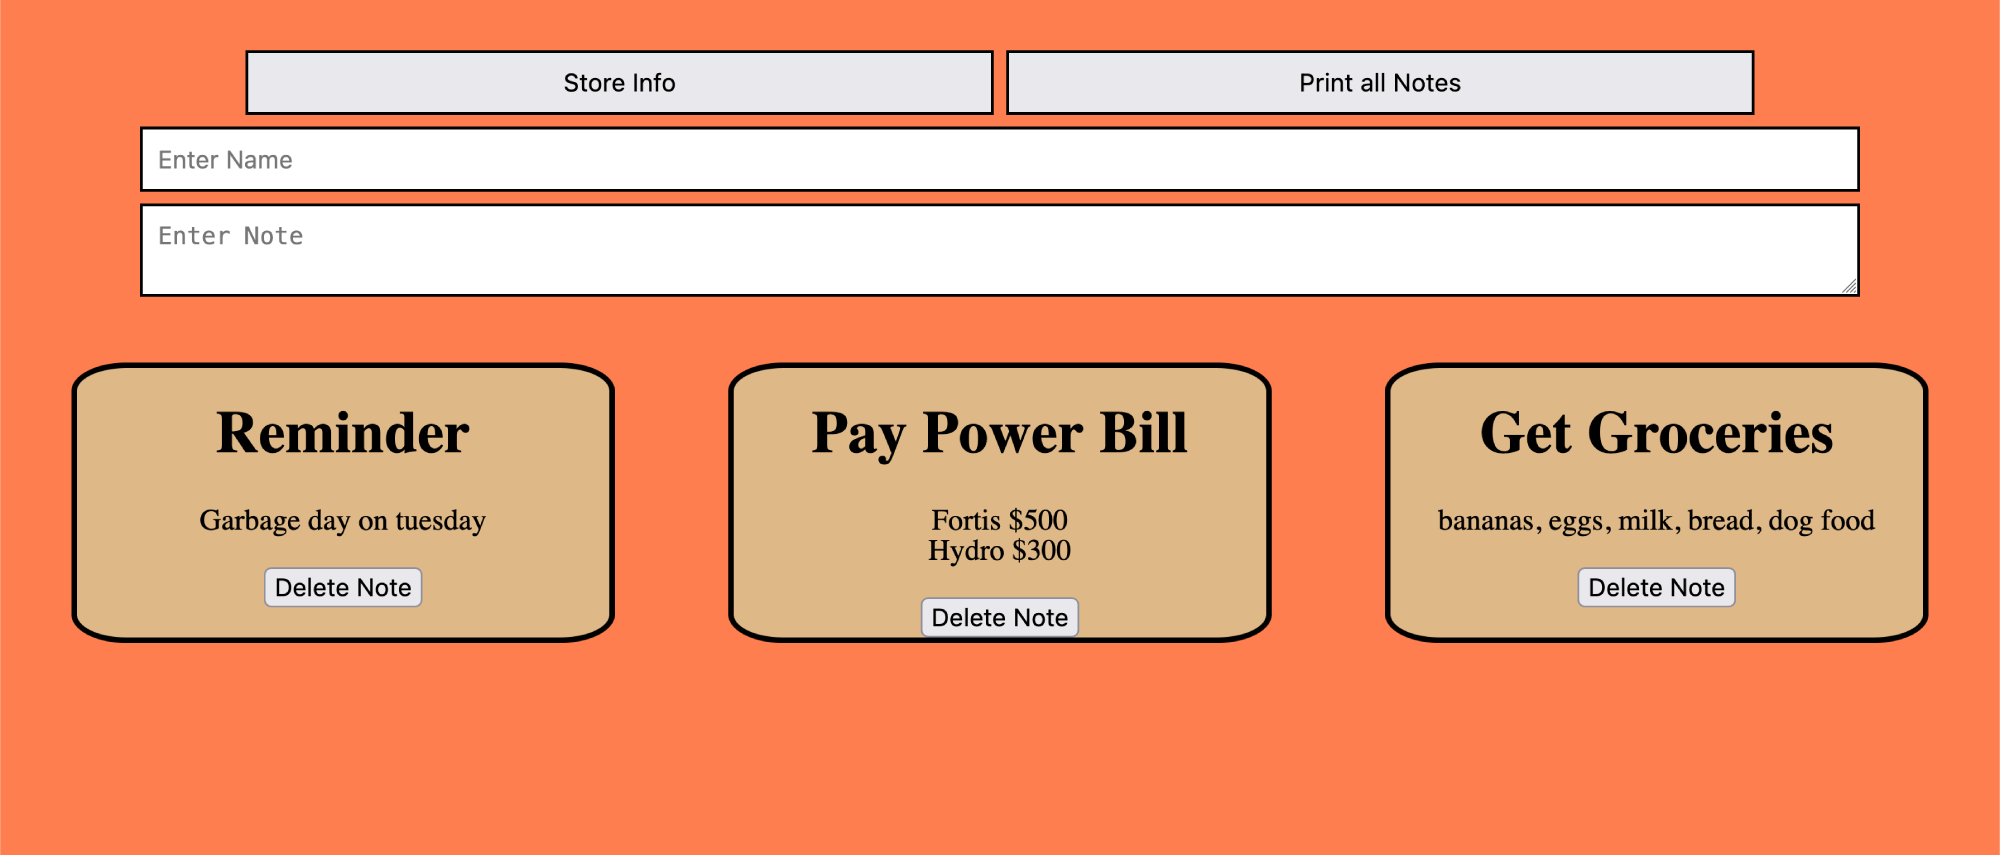 Store Info
Print all Notes
Enter Name
Enter Note
Reminder
Garbage day on tuesday
Delete Note
Pay Power Bill
Fortis $500
Hydro $300
Delete Note
Get Groceries
bananas, eggs, milk, bread, dog food
Delete Note